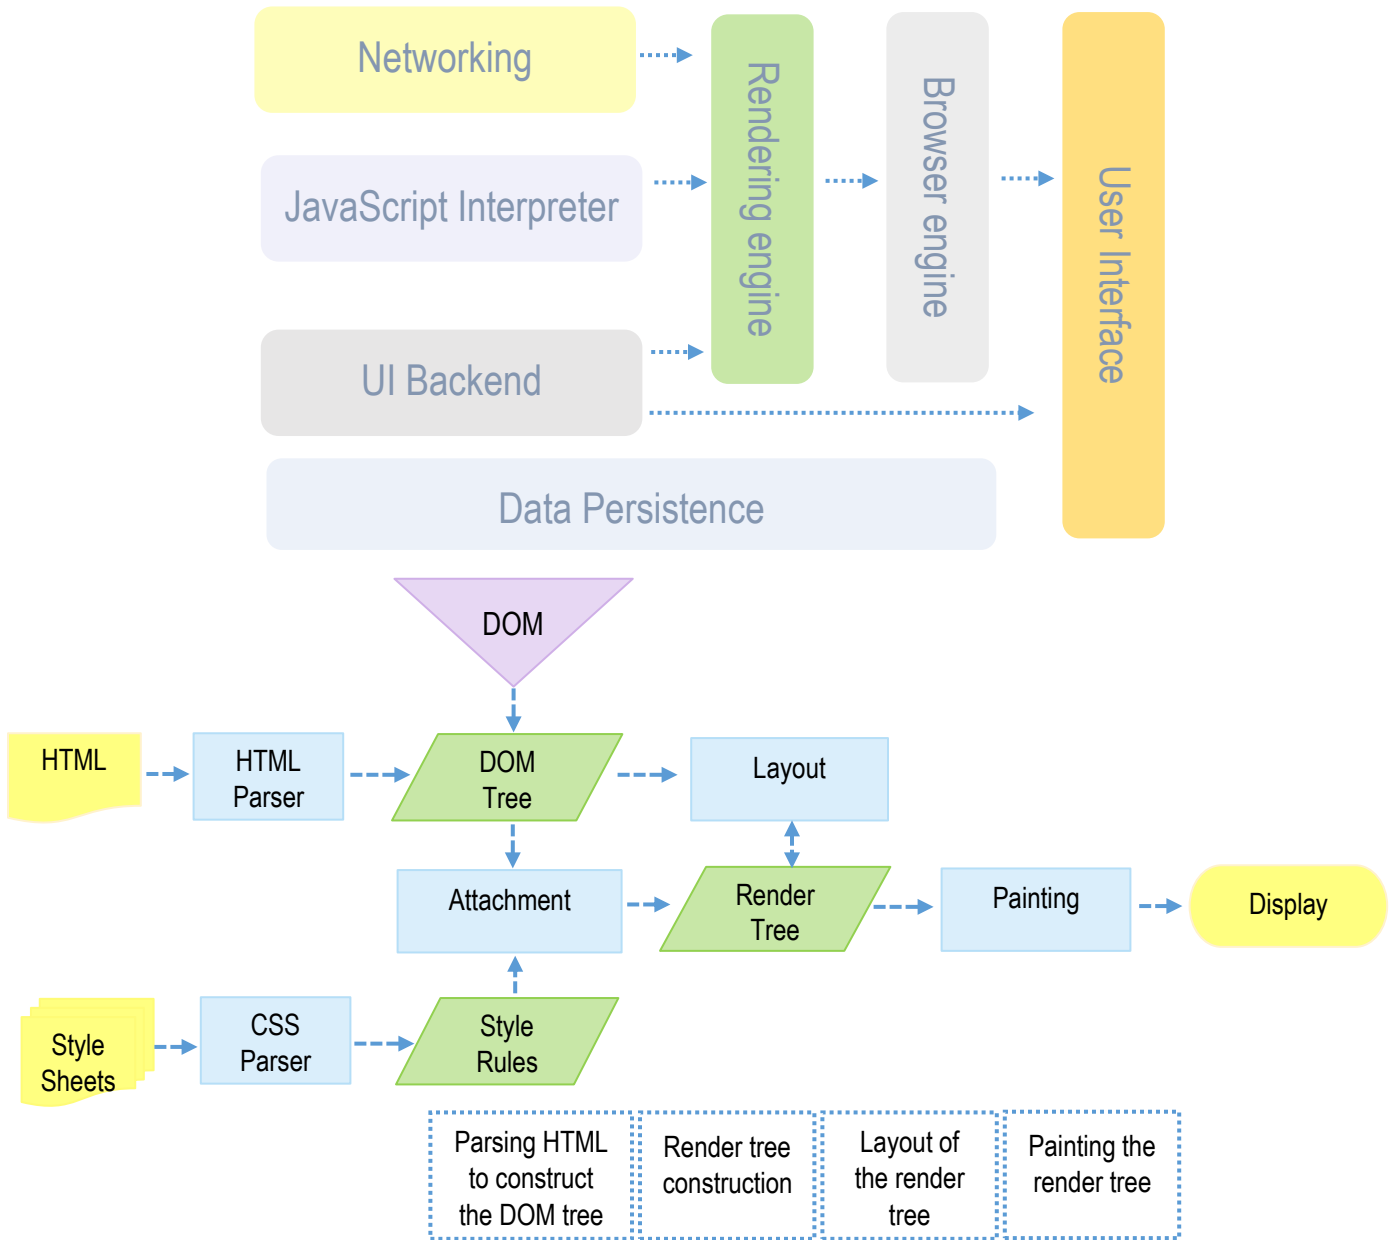 Networking
JavaScript Interpreter
UI Backend
Data Persistence
Rendering engine
Browser engine
User Interface
DOM
HTML
HTML
Parser
DOM
Tree
Layout
Attachment
Render
Tree
Painting
Display
Style
Sheets
CSS
Parser
Style
Rules
Parsing HTML
to construct
the DOM tree
Render tree
construction
Layout of
the render
tree
Painting the
render tree